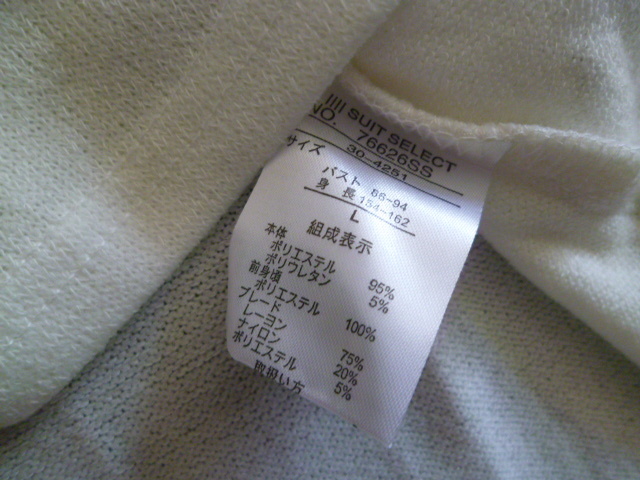 SUIT SELECT
NO. 76626SS
30-4251
サイズ
バスト 86-94
身長 154-162
L
組成表示
本体
ポリエステル 95%
ポリウレタン 5%
前身頃
ポリエステル 100%
ブレード
レーヨン 75%
ナイロン 20%
ポリエステル 5%
取扱い方